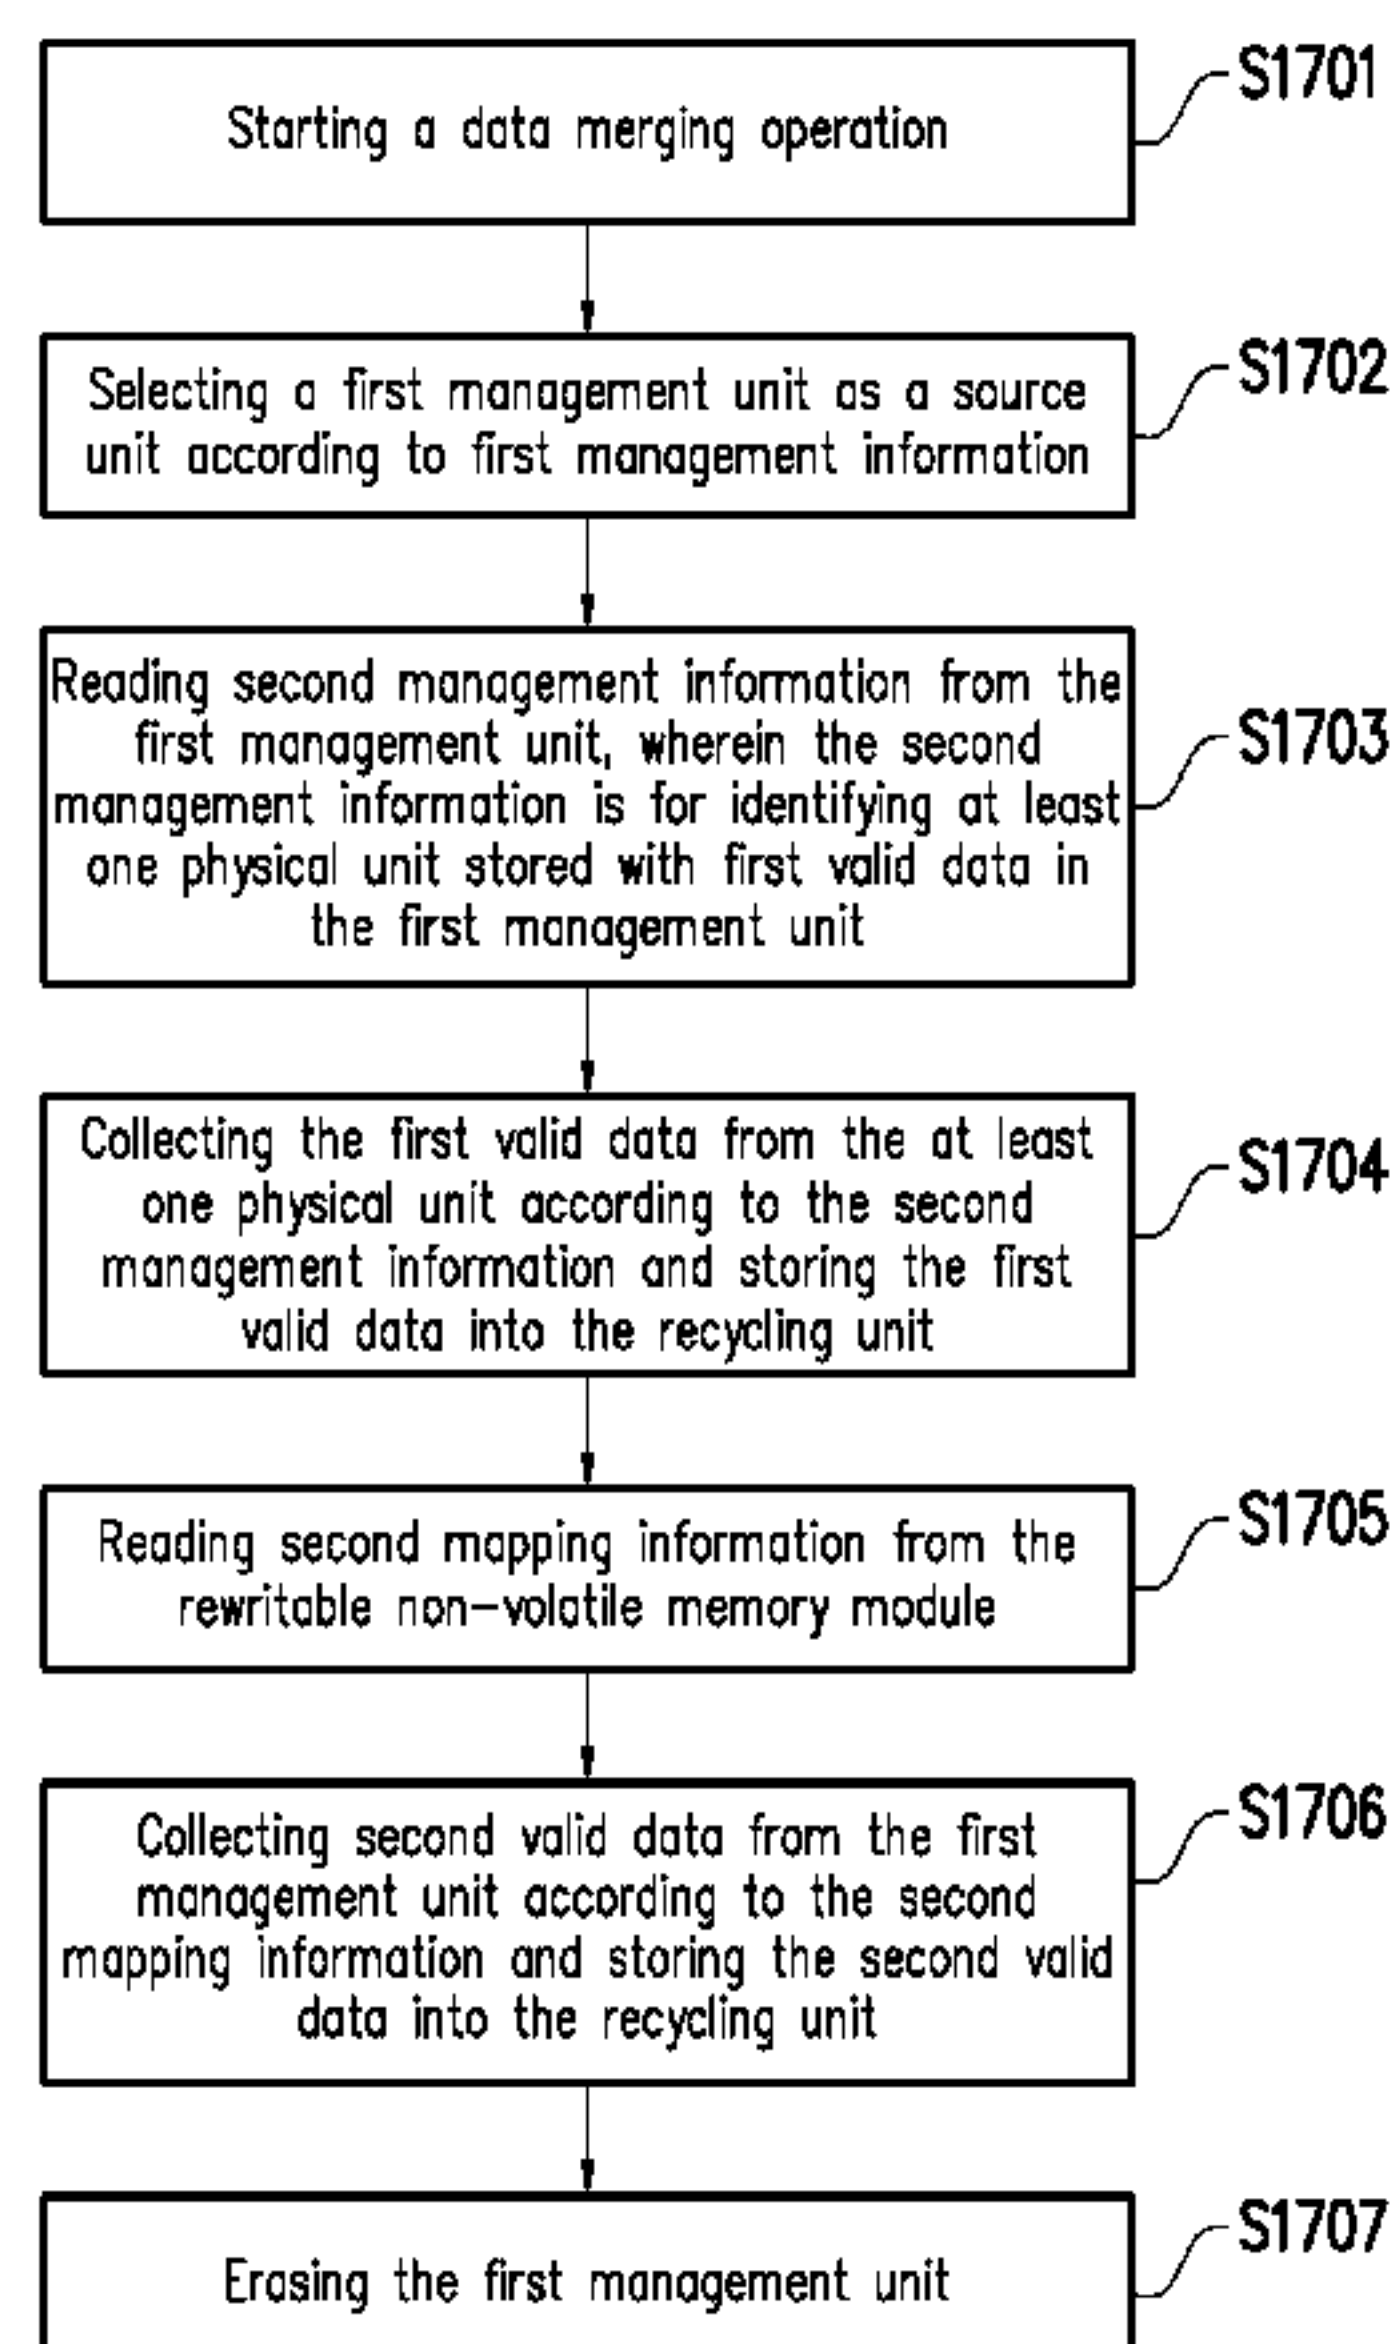 Starting a data merging operation
S1701
Selecting a first management unit as a source
unit according to first management information
S1702
Reading second management information from the
first management unit, wherein the second
management information is for identifying at least
one physical unit stored with first valid data in
the first management unit
S1703
Collecting the first valid data from the at least
one physical unit according to the second
management information and storing the first
valid data into the recycling unit
S1704
Reading second mapping information from the
rewritable non-volatile memory module
S1705
Collecting second valid data from the first
management unit according to the second
mapping information and storing the second valid
data into the recycling unit
S1706
Erasing the first management unit
S1707